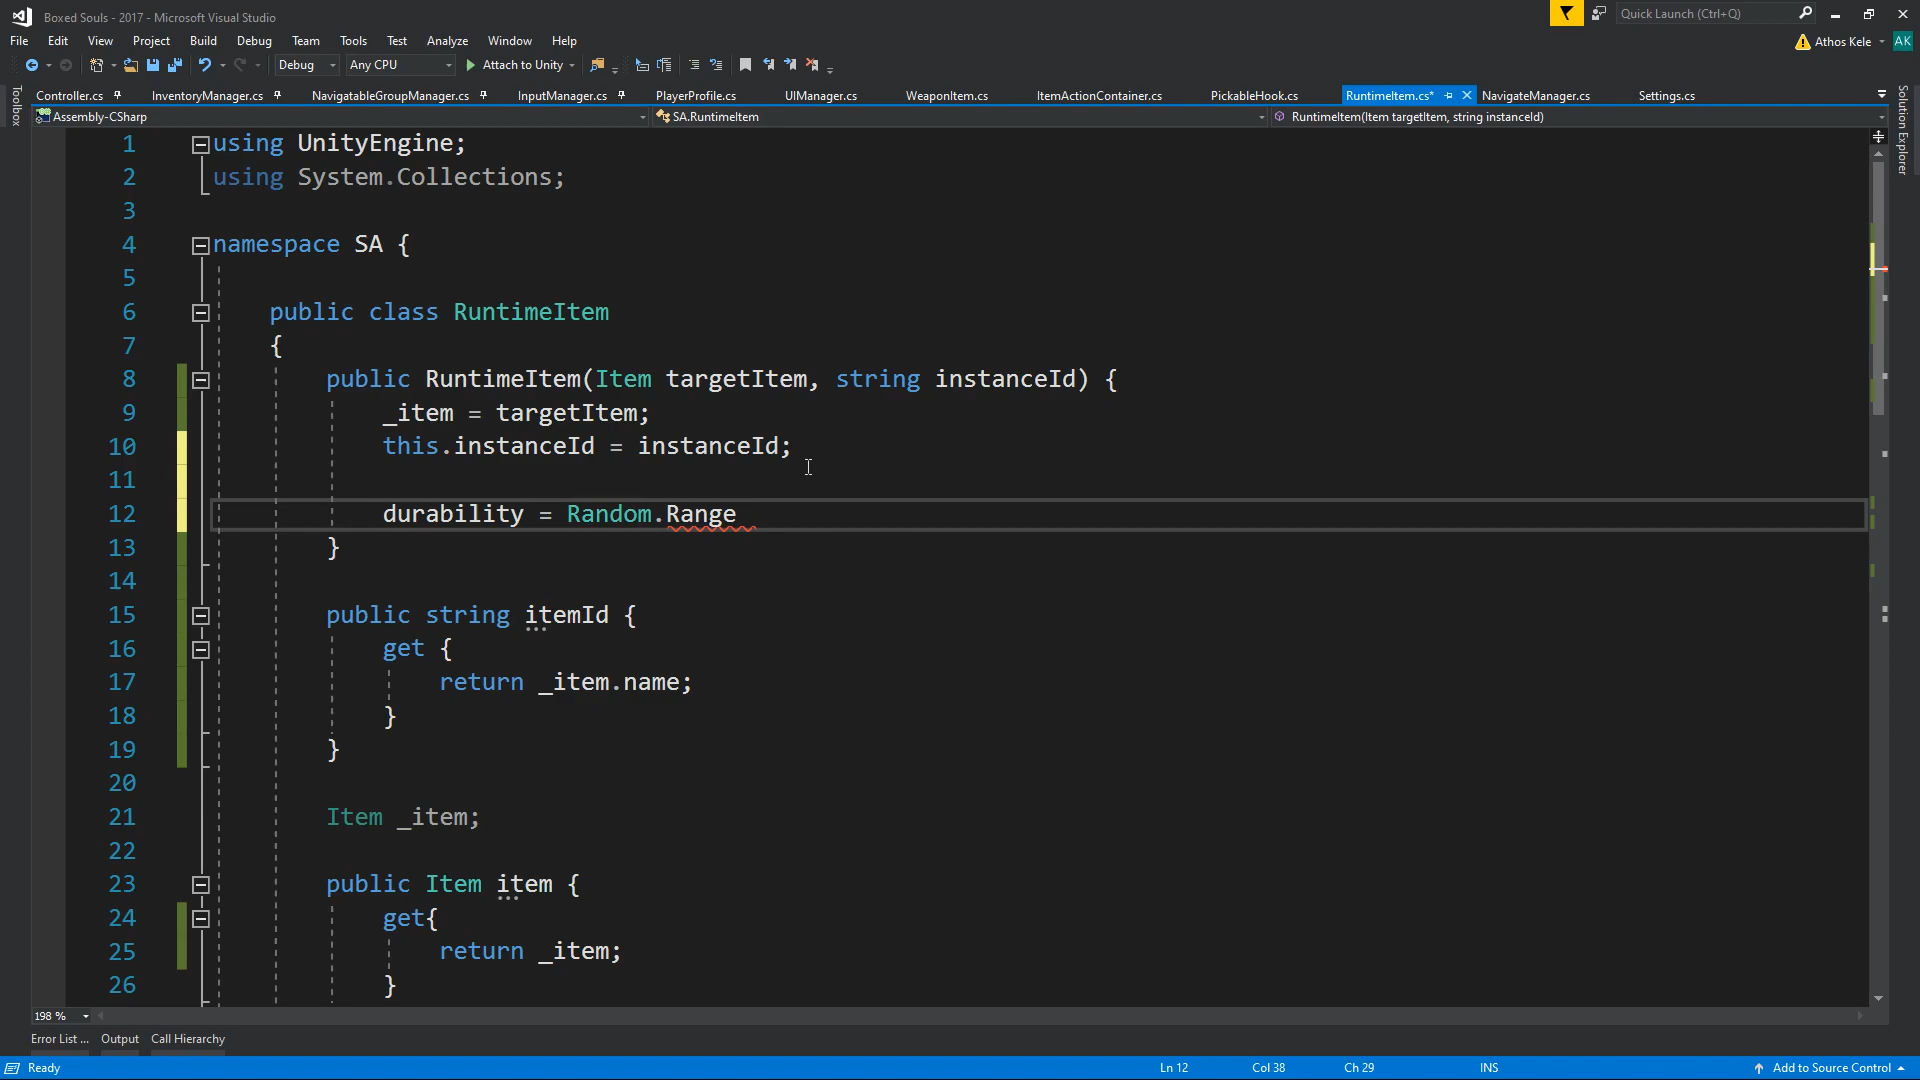 Boxed Souls - 2017 - Microsoft Visual Studio
Quick Launch (Ctrl+Q)
File Edit View Project Build Debug Team Tools Test Analyze Window Help
Athos Kele AK
Debug Any CPU Attach to Unity
Toolbox
Solution Explorer
Controller.cs InventoryManager.cs NavigatableGroupManager.cs InputManager.cs PLayerProfile.cs UIManager.cs WeaponItem.cs ItemActionContainer.cs PickableHook.cs RuntimeItem.cs* NavigateManager.cs Settings.cs
Assembly-CSharp SA.RuntimeItem RuntimeItem(Item targetItem, string instanceId)
1 using UnityEngine;
2 using System.Collections;
3
4 namespace SA {
5
6 public class RuntimeItem
7 {
8 public RuntimeItem(Item targetItem, string instanceId) {
9 _item = targetItem;
10 this.instanceId = instanceId;
11
12 durability = Random.Range
13 }
14
15 public string itemId {
16 get {
17 return _item.name;
18 }
19 }
20
21 Item _item;
22
23 public Item item {
24 get{
25 return _item;
26 }
198 %
Error List ... Output Call Hierarchy
Ready Ln 12 Col 38 Ch 29 INS Add to Source Control